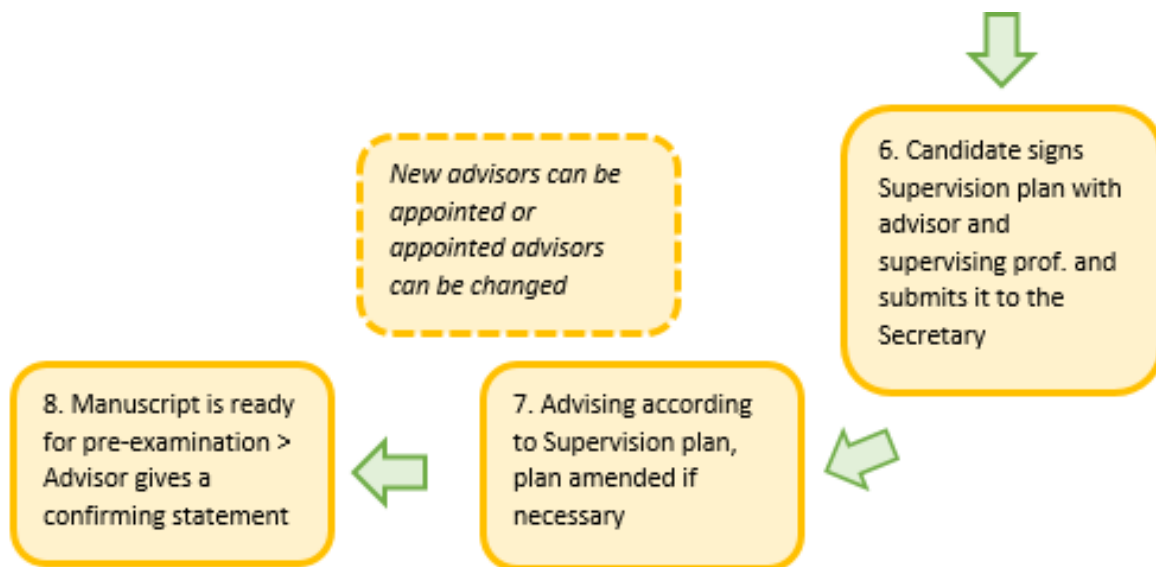 6. Candidate signs
Supervision plan with
advisor and
supervising prof. and
submits it to the
Secretary
New advisors can be
appointed or
appointed advisors
can be changed
7. Advising according
to Supervision plan,
plan amended if
necessary
8. Manuscript is ready
for pre-examination >
Advisor gives a
confirming statement